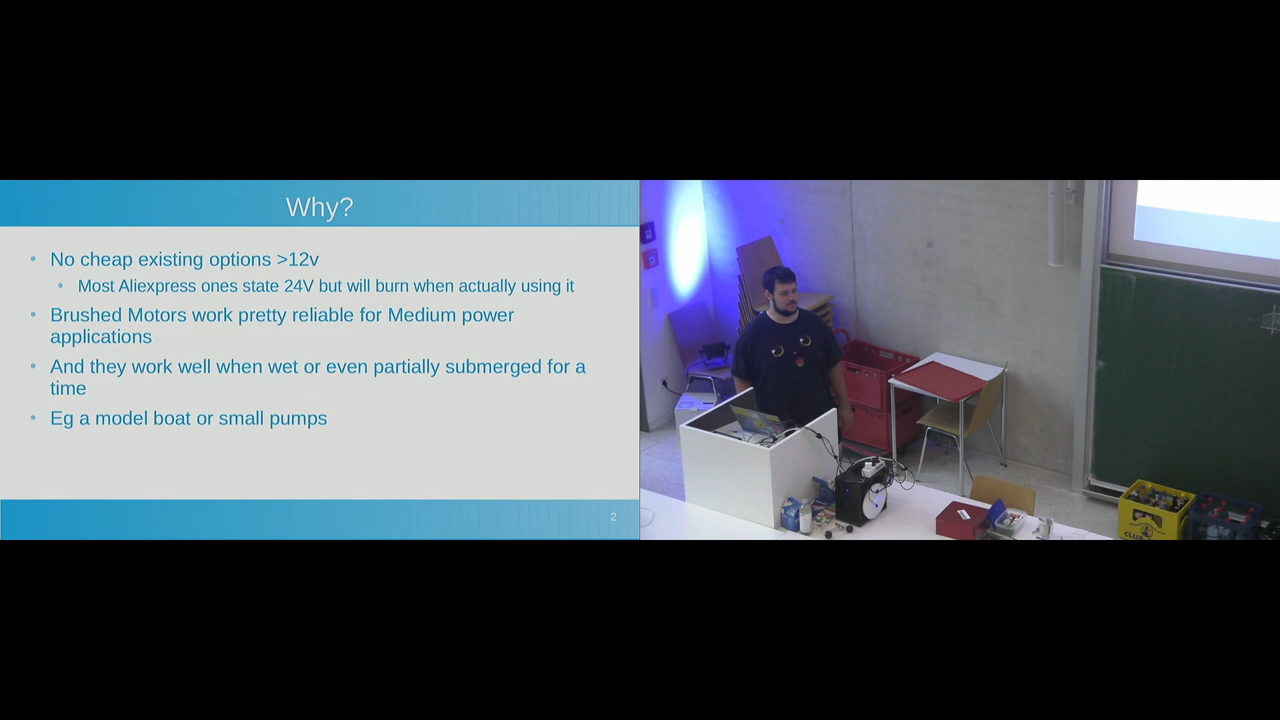 Why?
No cheap existing options >12v
Most Aliexpress ones state 24V but will burn when actually using it
Brushed Motors work pretty reliable for Medium power
applications
And they work well when wet or even partially submerged for a
time
Eg a model boat or small pumps
2
CLUB